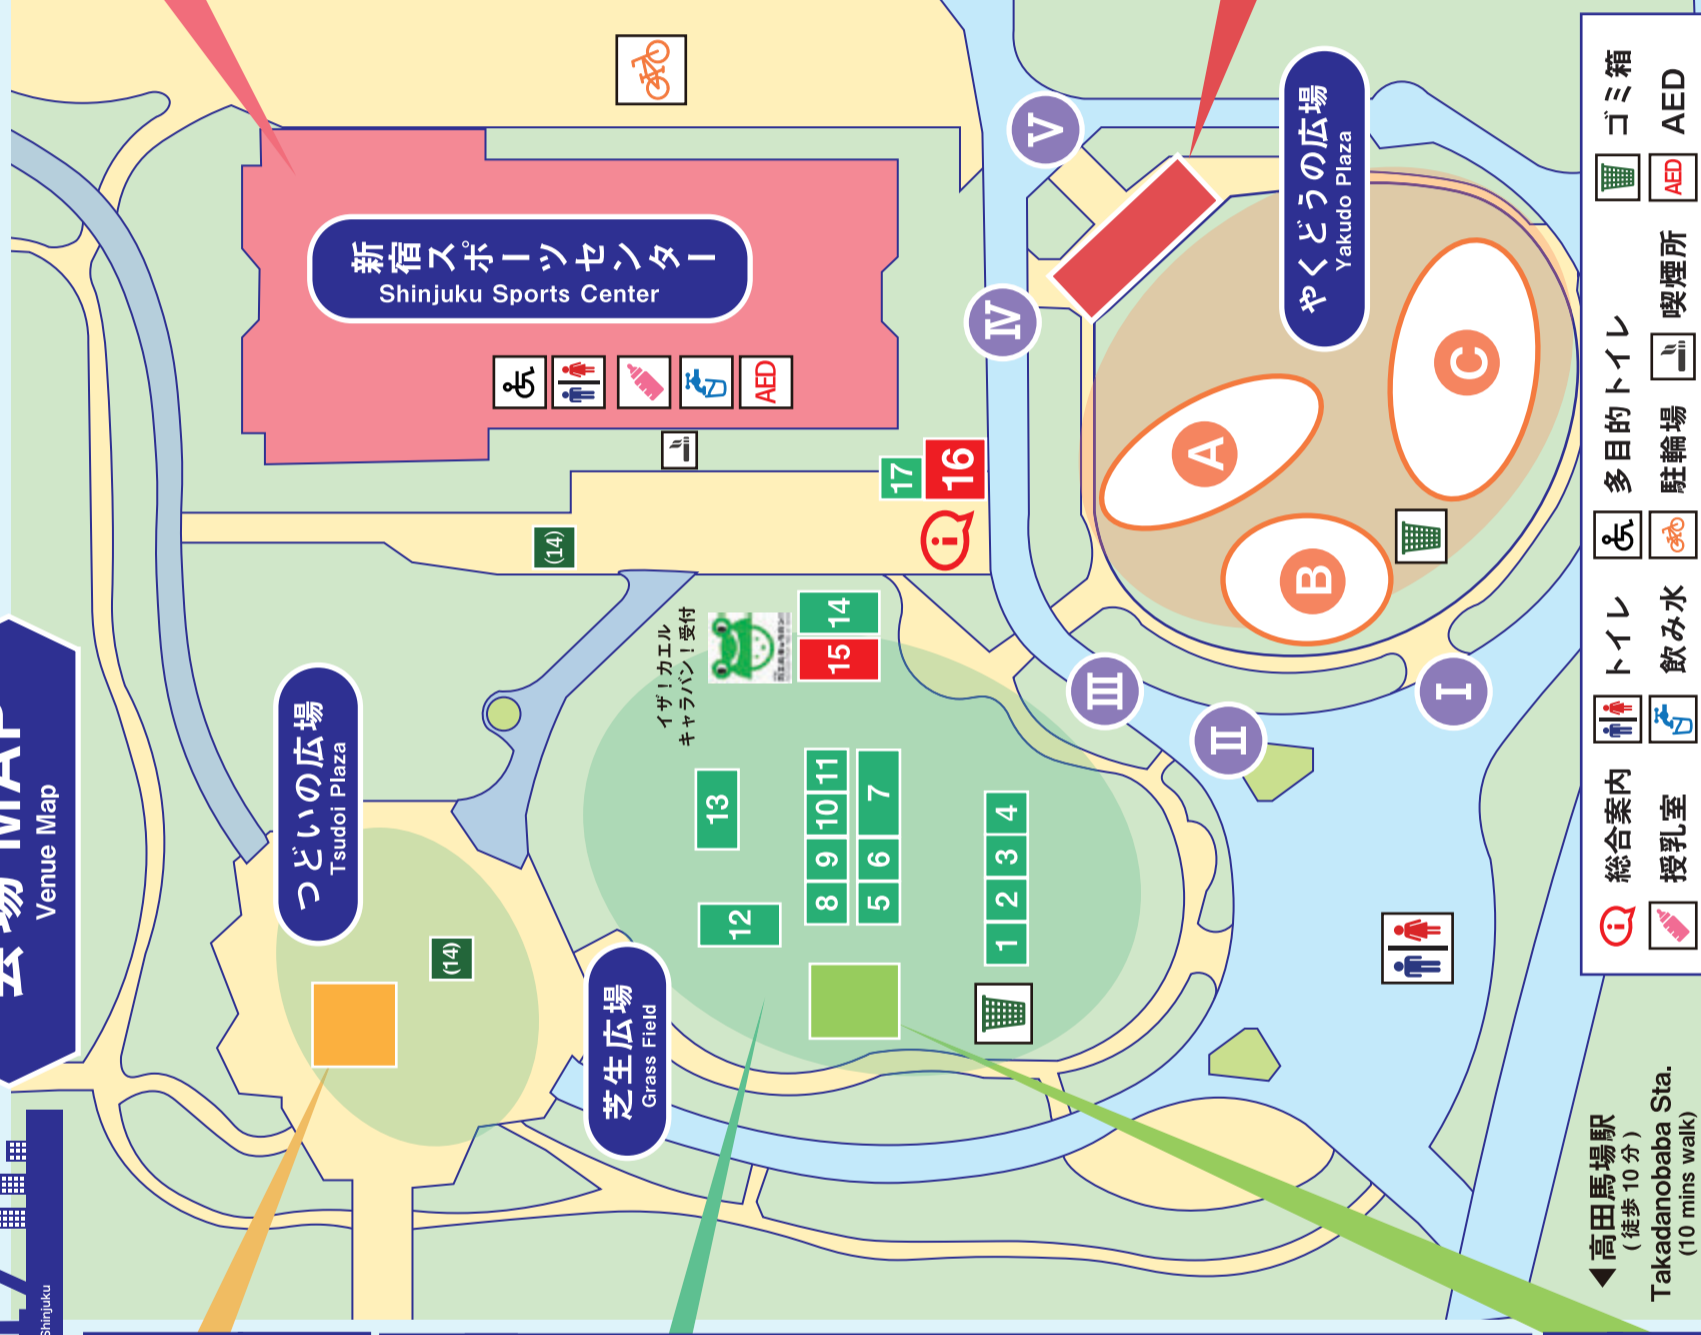 会場 MAP
Venue Map
Shinjuku
つどいの広場
Tsudoi Plaza
(14)
芝生広場
Grass Field
イザ！カエル
キャラバン！受付
12
13
8 9 10 11
5 6 7
1 2 3 4
15 14
(14)
17
16
新宿スポーツセンター
Shinjuku Sports Center
AED
I
II
III
IV
V
やくどうの広場
Yakudo Plaza
A
B
C
総合案内
トイレ
多目的トイレ
ゴミ箱
授乳室
飲み水
駐輪場
喫煙所
AED
AED
◀高田馬場駅
（徒歩 10 分）
Takadanobaba Sta.
(10 mins walk)